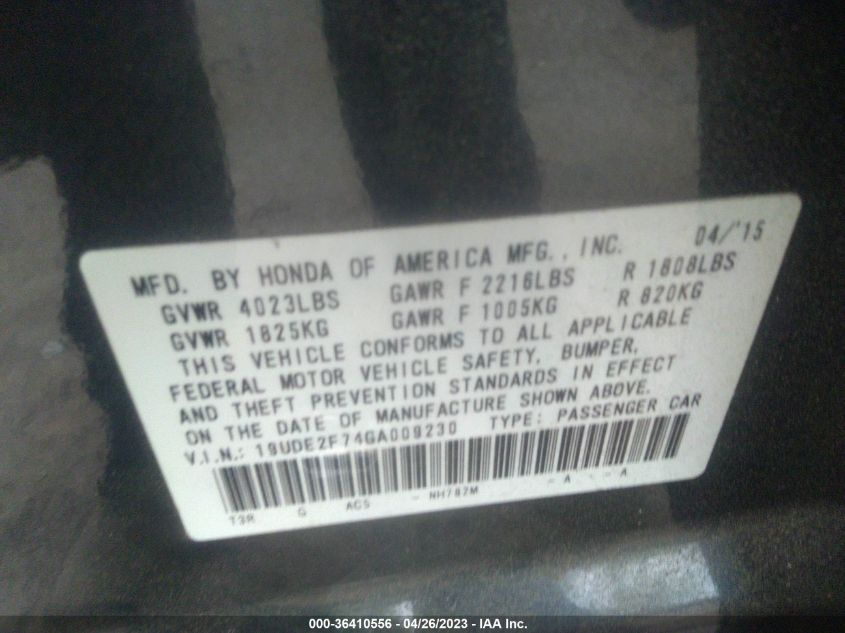 MFD. BY HONDA OF AMERICA MFG., INC. 04/'15
GVWR 4023LBS GAWR F 2216LBS R 1808LBS
GVWR 1825KG GAWR F 1005KG R 820KG
THIS VEHICLE CONFORMS TO ALL APPLICABLE
FEDERAL MOTOR VEHICLE SAFETY, BUMPER,
AND THEFT PREVENTION STANDARDS IN EFFECT
ON THE DATE OF MANUFACTURE SHOWN ABOVE.
V.I.N.: 19UDE2F74GA009230 TYPE: PASSENGER CAR
T3R Q AC5 - NH782M - A - A
000-36410556 - 04/26/2023 - IAA Inc.